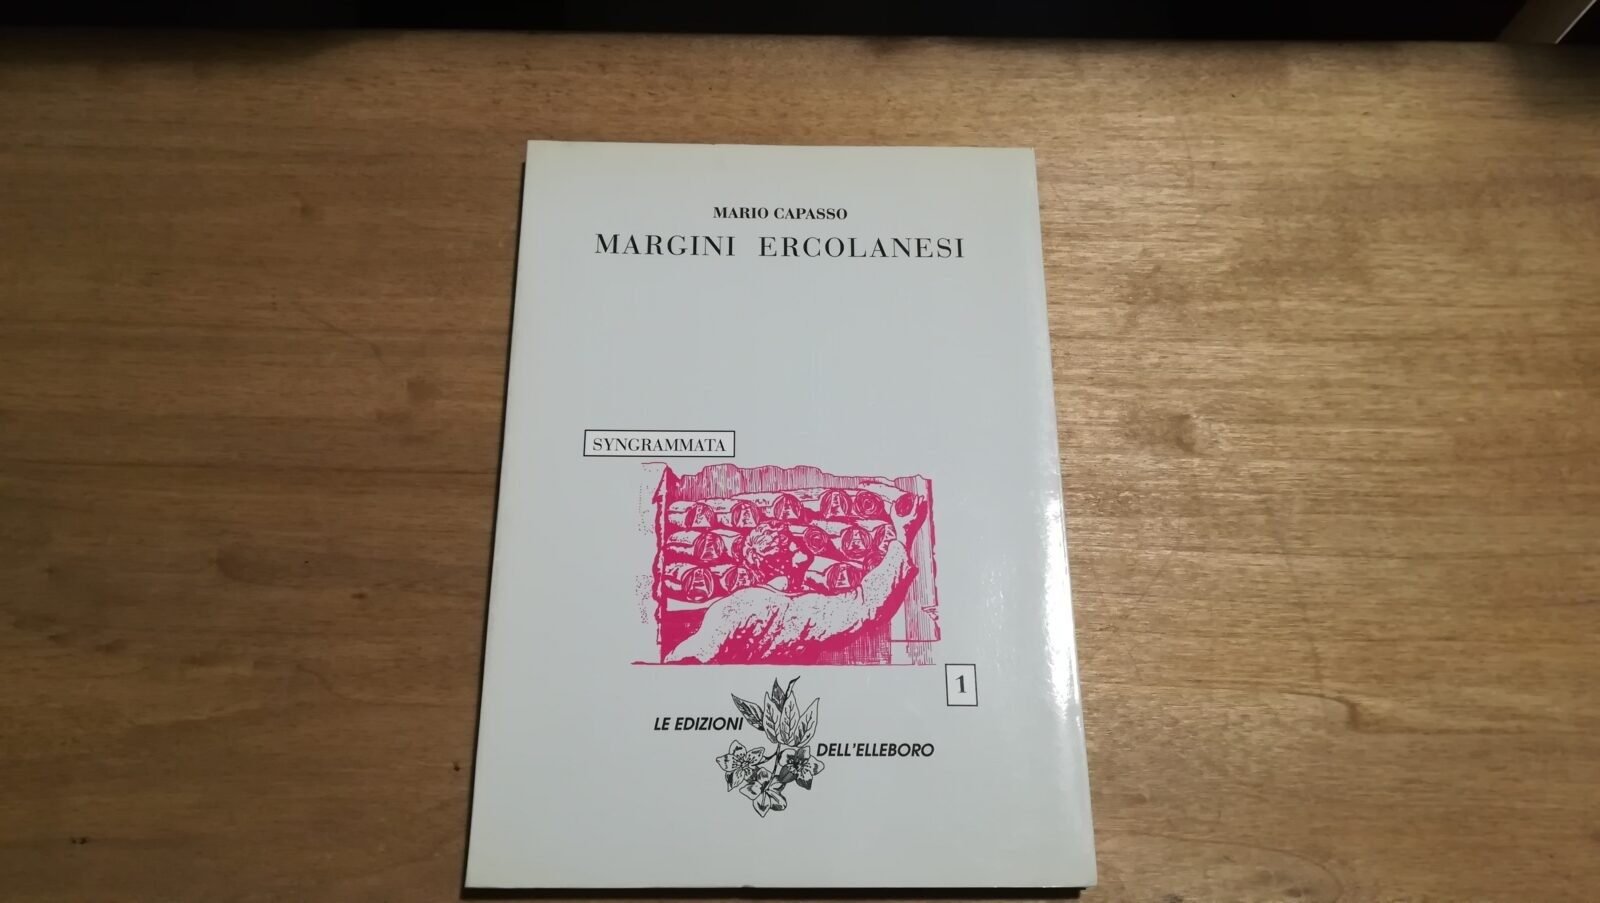 MARIO CAPASSO
MARGINI ERCOLANESI
SYNGRAMMATA
1
LE EDIZIONI
DELL'ELLEBORO